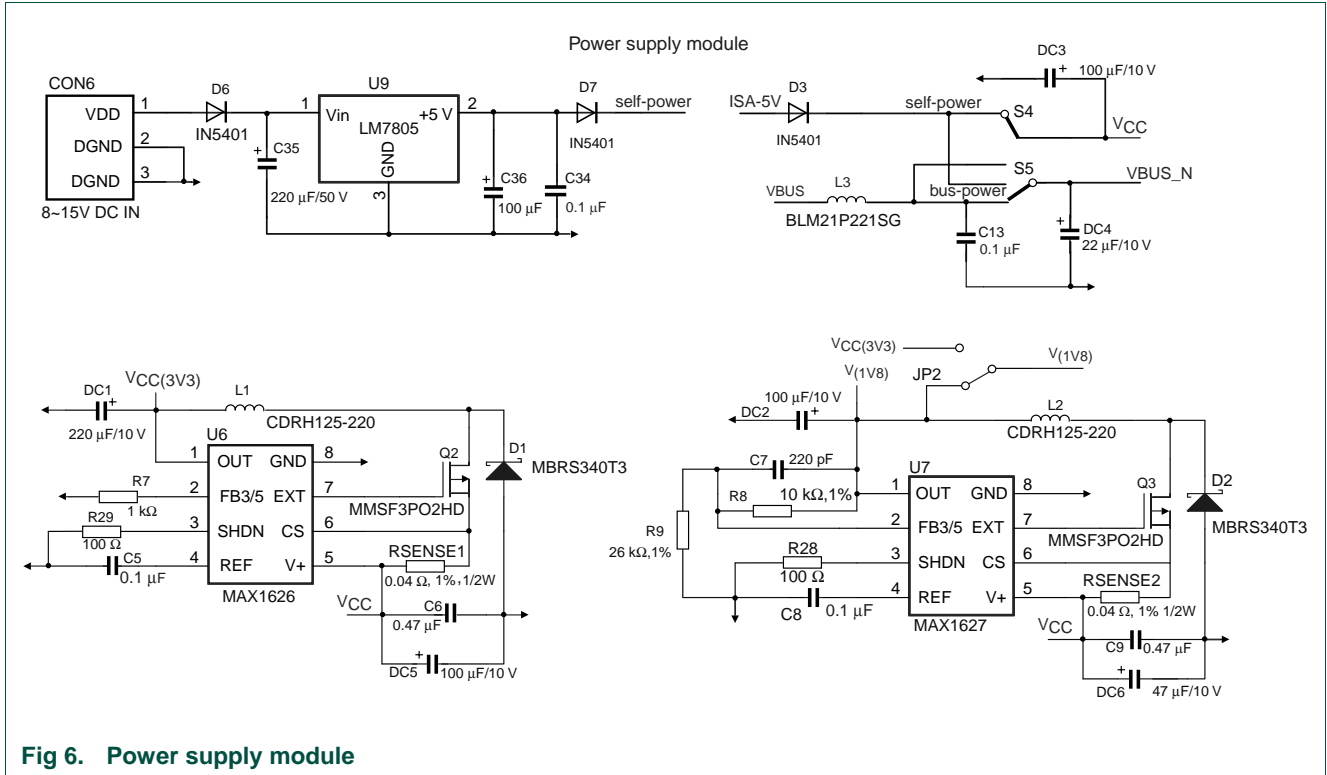 Power supply module
CON6
VDD
DGND
DGND
1
2
3
8~15V DC IN
D6
IN5401
C35
+
220 μF/50 V
U9
1
Vin
+5 V
2
LM7805
GND
3
+
C36
100 μF
C34
0.1 μF
D7
IN5401
self-power
ISA-5V
D3
IN5401
self-power
DC3
+
100 μF/10 V
S4
VCC
S5
VBUS
L3
bus-power
BLM21P221SG
VBUS_N
C13
0.1 μF
+
DC4
22 μF/10 V
VCC(3V3)
DC1
+
220 μF/10 V
L1
CDRH125-220
U6
1 OUT GND 8
2 FB3/5 EXT 7
3 SHDN CS 6
4 REF V+ 5
MAX1626
R7
1 kΩ
R29
100 Ω
C5
0.1 μF
Q2
MMSF3PO2HD
D1
MBRS340T3
RSENSE1
0.04 Ω, 1%,1/2W
VCC
C6
0.47 μF
+
DC5
100 μF/10 V
VCC(3V3)
V(1V8)
JP2
V(1V8)
100 μF/10 V
DC2
+
L2
CDRH125-220
C7
220 pF
R8
10 kΩ,1%
R9
26 kΩ,1%
U7
1 OUT GND 8
2 FB3/5 EXT 7
3 SHDN CS 6
4 REF V+ 5
MAX1627
R28
100 Ω
C8
0.1 μF
Q3
MMSF3PO2HD
D2
MBRS340T3
RSENSE2
0.04 Ω, 1% 1/2W
VCC
C9
0.47 μF
+
DC6
47 μF/10 V
Fig 6. Power supply module